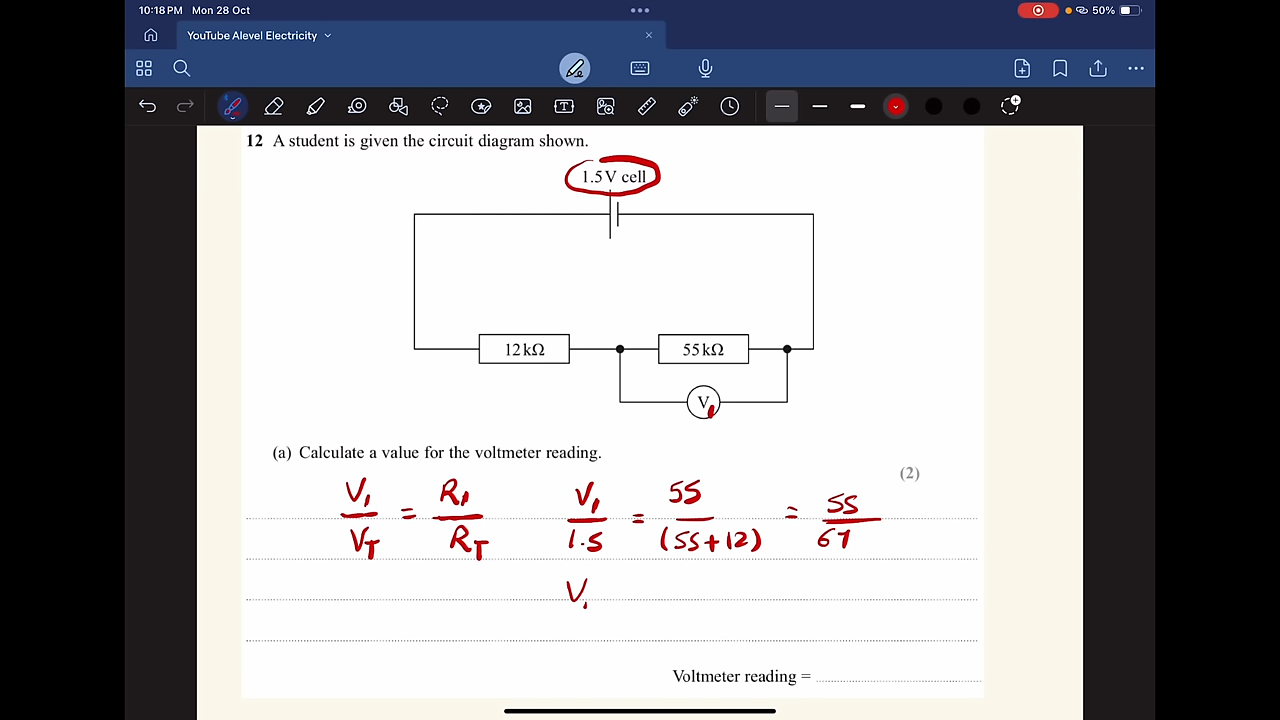 10:18 PM Mon 28 Oct
50%
YouTube Alevel Electricity
12 A student is given the circuit diagram shown.
1.5 V cell
12 kΩ
55 kΩ
V
(a) Calculate a value for the voltmeter reading.
(2)
V₁/V_T = R₁/R_T V₁/1.5 = 55/(55+12) = 55/67
V₁
Voltmeter reading =